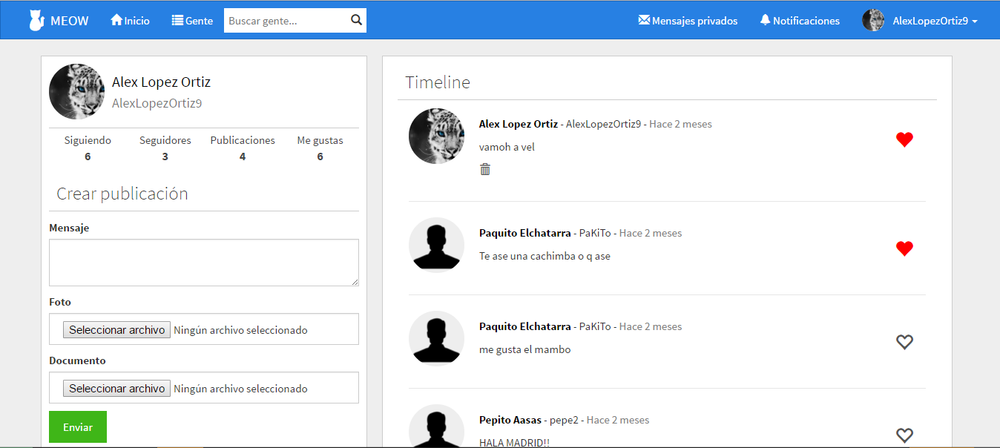 MEOW Inicio Gente Buscar gente... Mensajes privados Notificaciones AlexLopezOrtiz9
Alex Lopez Ortiz
AlexLopezOrtiz9
Siguiendo Seguidores Publicaciones Me gustas
6 3 4 6
Crear publicación
Mensaje
Foto
Seleccionar archivo Ningún archivo seleccionado
Documento
Seleccionar archivo Ningún archivo seleccionado
Enviar
Timeline
Alex Lopez Ortiz - AlexLopezOrtiz9 - Hace 2 meses
vamoh a vel
Paquito Elchatarra - PaKiTo - Hace 2 meses
Te ase una cachimba o q ase
Paquito Elchatarra - PaKiTo - Hace 2 meses
me gusta el mambo
Pepito Aasas - pepe2 - Hace 2 meses
HALA MADRID!!